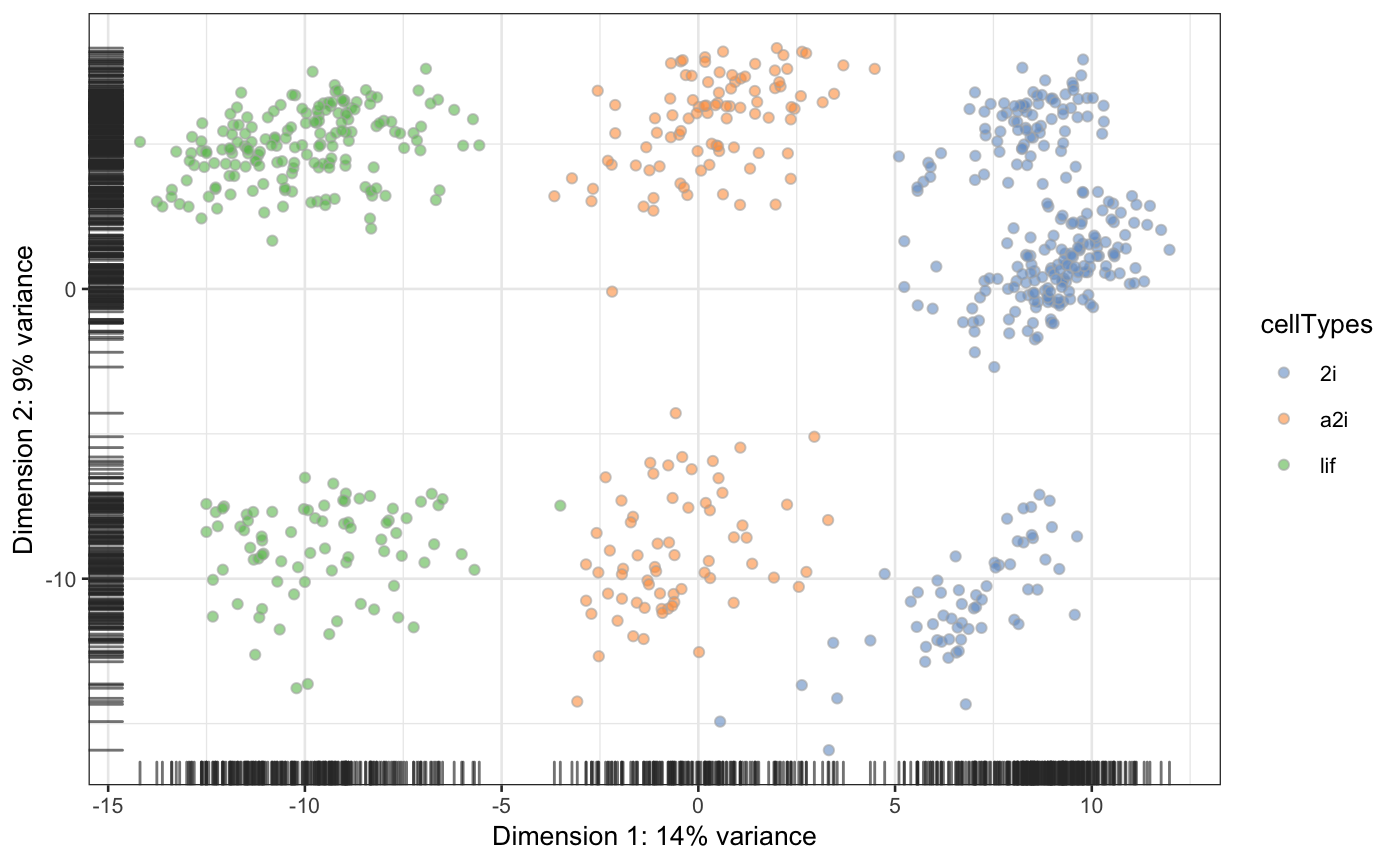 Dimension 2: 9% variance
0
-10
-15
-10
-5
0
5
10
Dimension 1: 14% variance
cellTypes
2i
a2i
lif